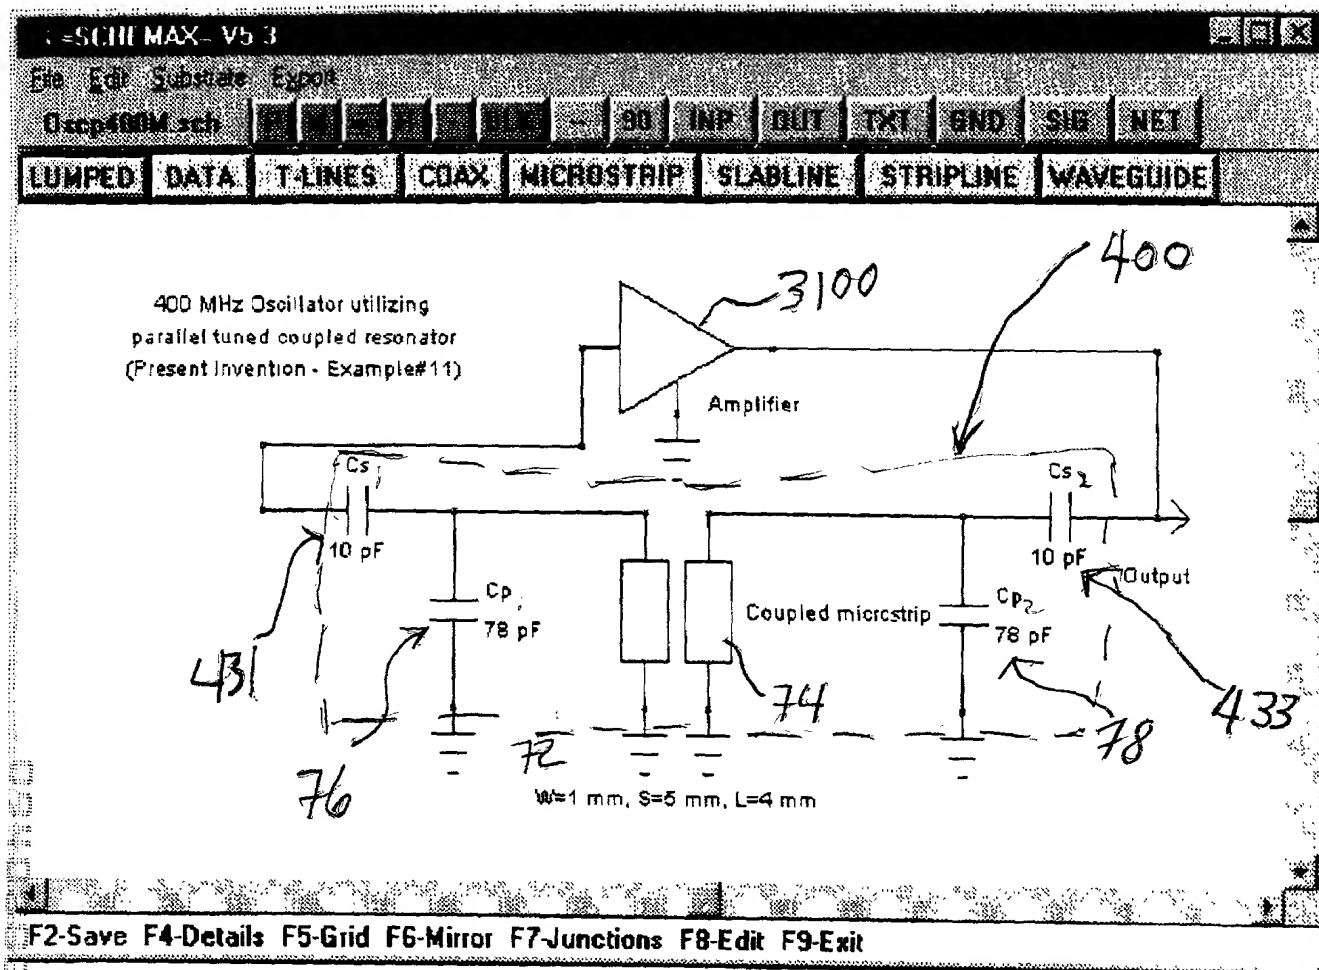 =SCHEMAX= V5 3
File Edit Substrate Export
Oscp400M.sch
90 INP OUT TXT GND SIG NET
LUMPED DATA T-LINES COAX MICROSTRIP SLABLINE STRIPLINE WAVEGUIDE
400
3100
400 MHz Oscillator utilizing
parallel tuned coupled resonator
(Present Invention - Example#11)
Amplifier
Cs1
10 pF
Cs2
10 pF
Output
Cp1
78 pF
Coupled microstrip
Cp2
78 pF
431
74
433
78
72
76
W=1 mm, S=5 mm, L=4 mm
F2-Save F4-Details F5-Grid F6-Mirror F7-Junctions F8-Edit F9-Exit